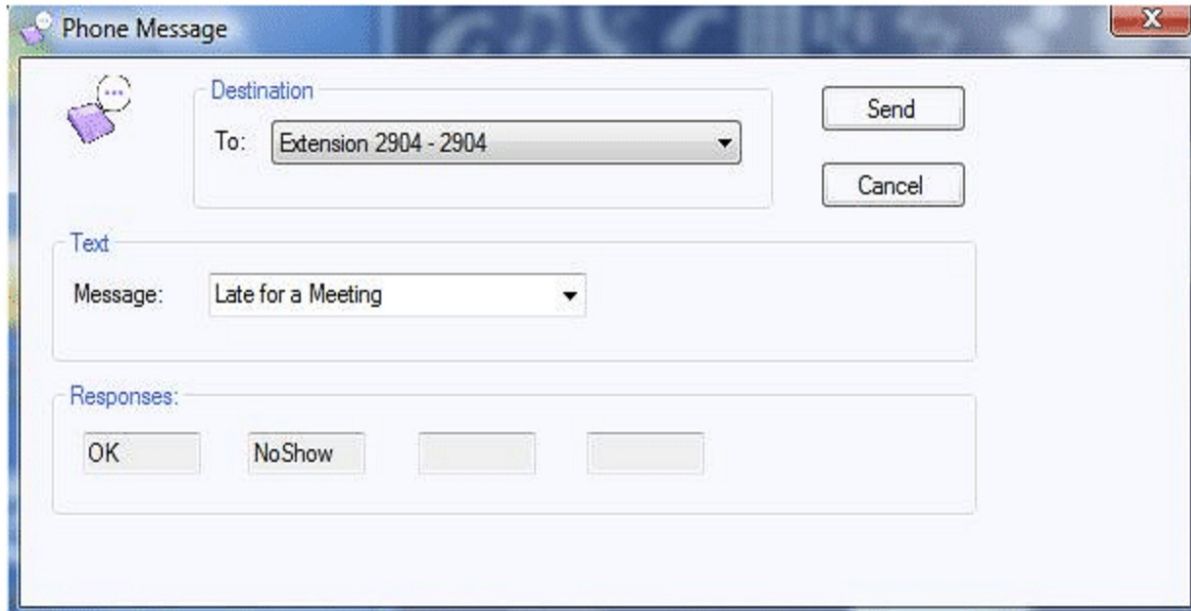 Phone Message
Destination
To: Extension 2904 - 2904
Send
Cancel
Text
Message: Late for a Meeting
Responses:
OK NoShow